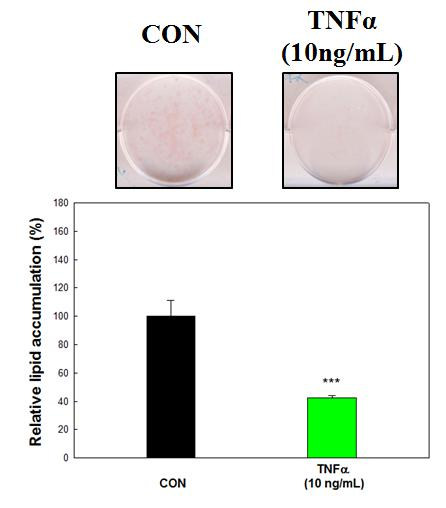 CON
TNFα
(10ng/mL)
180
160
140
120
100
80
60
40
20
0
Relative lipid accumulation (%)
***
CON
TNFα
(10 ng/mL)